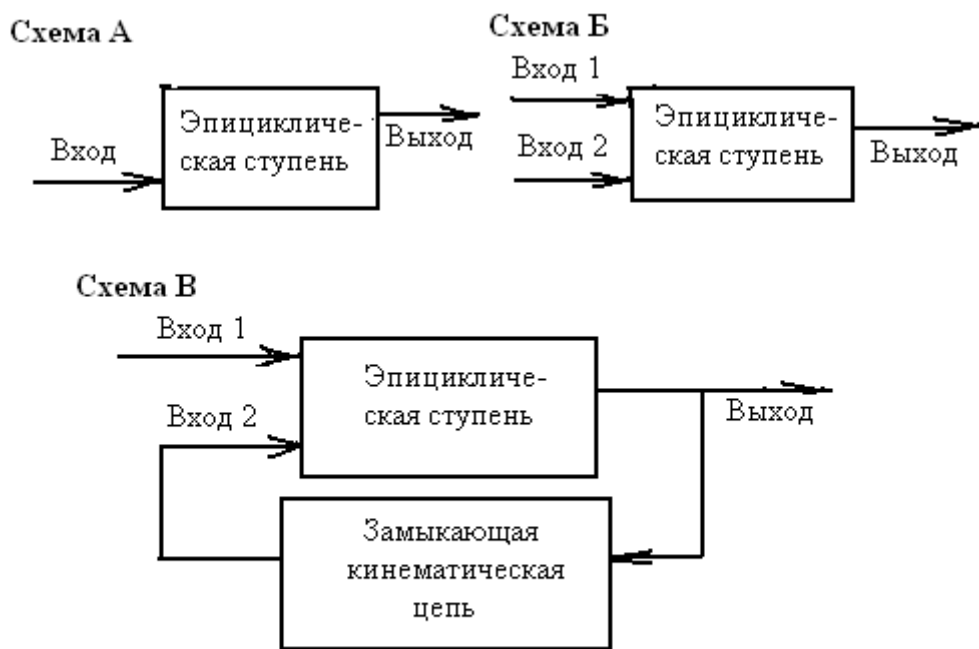 Схема А
Вход
Эпицикличе-
ская ступень
Выход
Схема Б
Вход 1
Вход 2
Эпицикличе-
ская ступень
Выход
Схема В
Вход 1
Вход 2
Эпицикличе-
ская ступень
Выход
Замыкающая
кинематическая
цепь